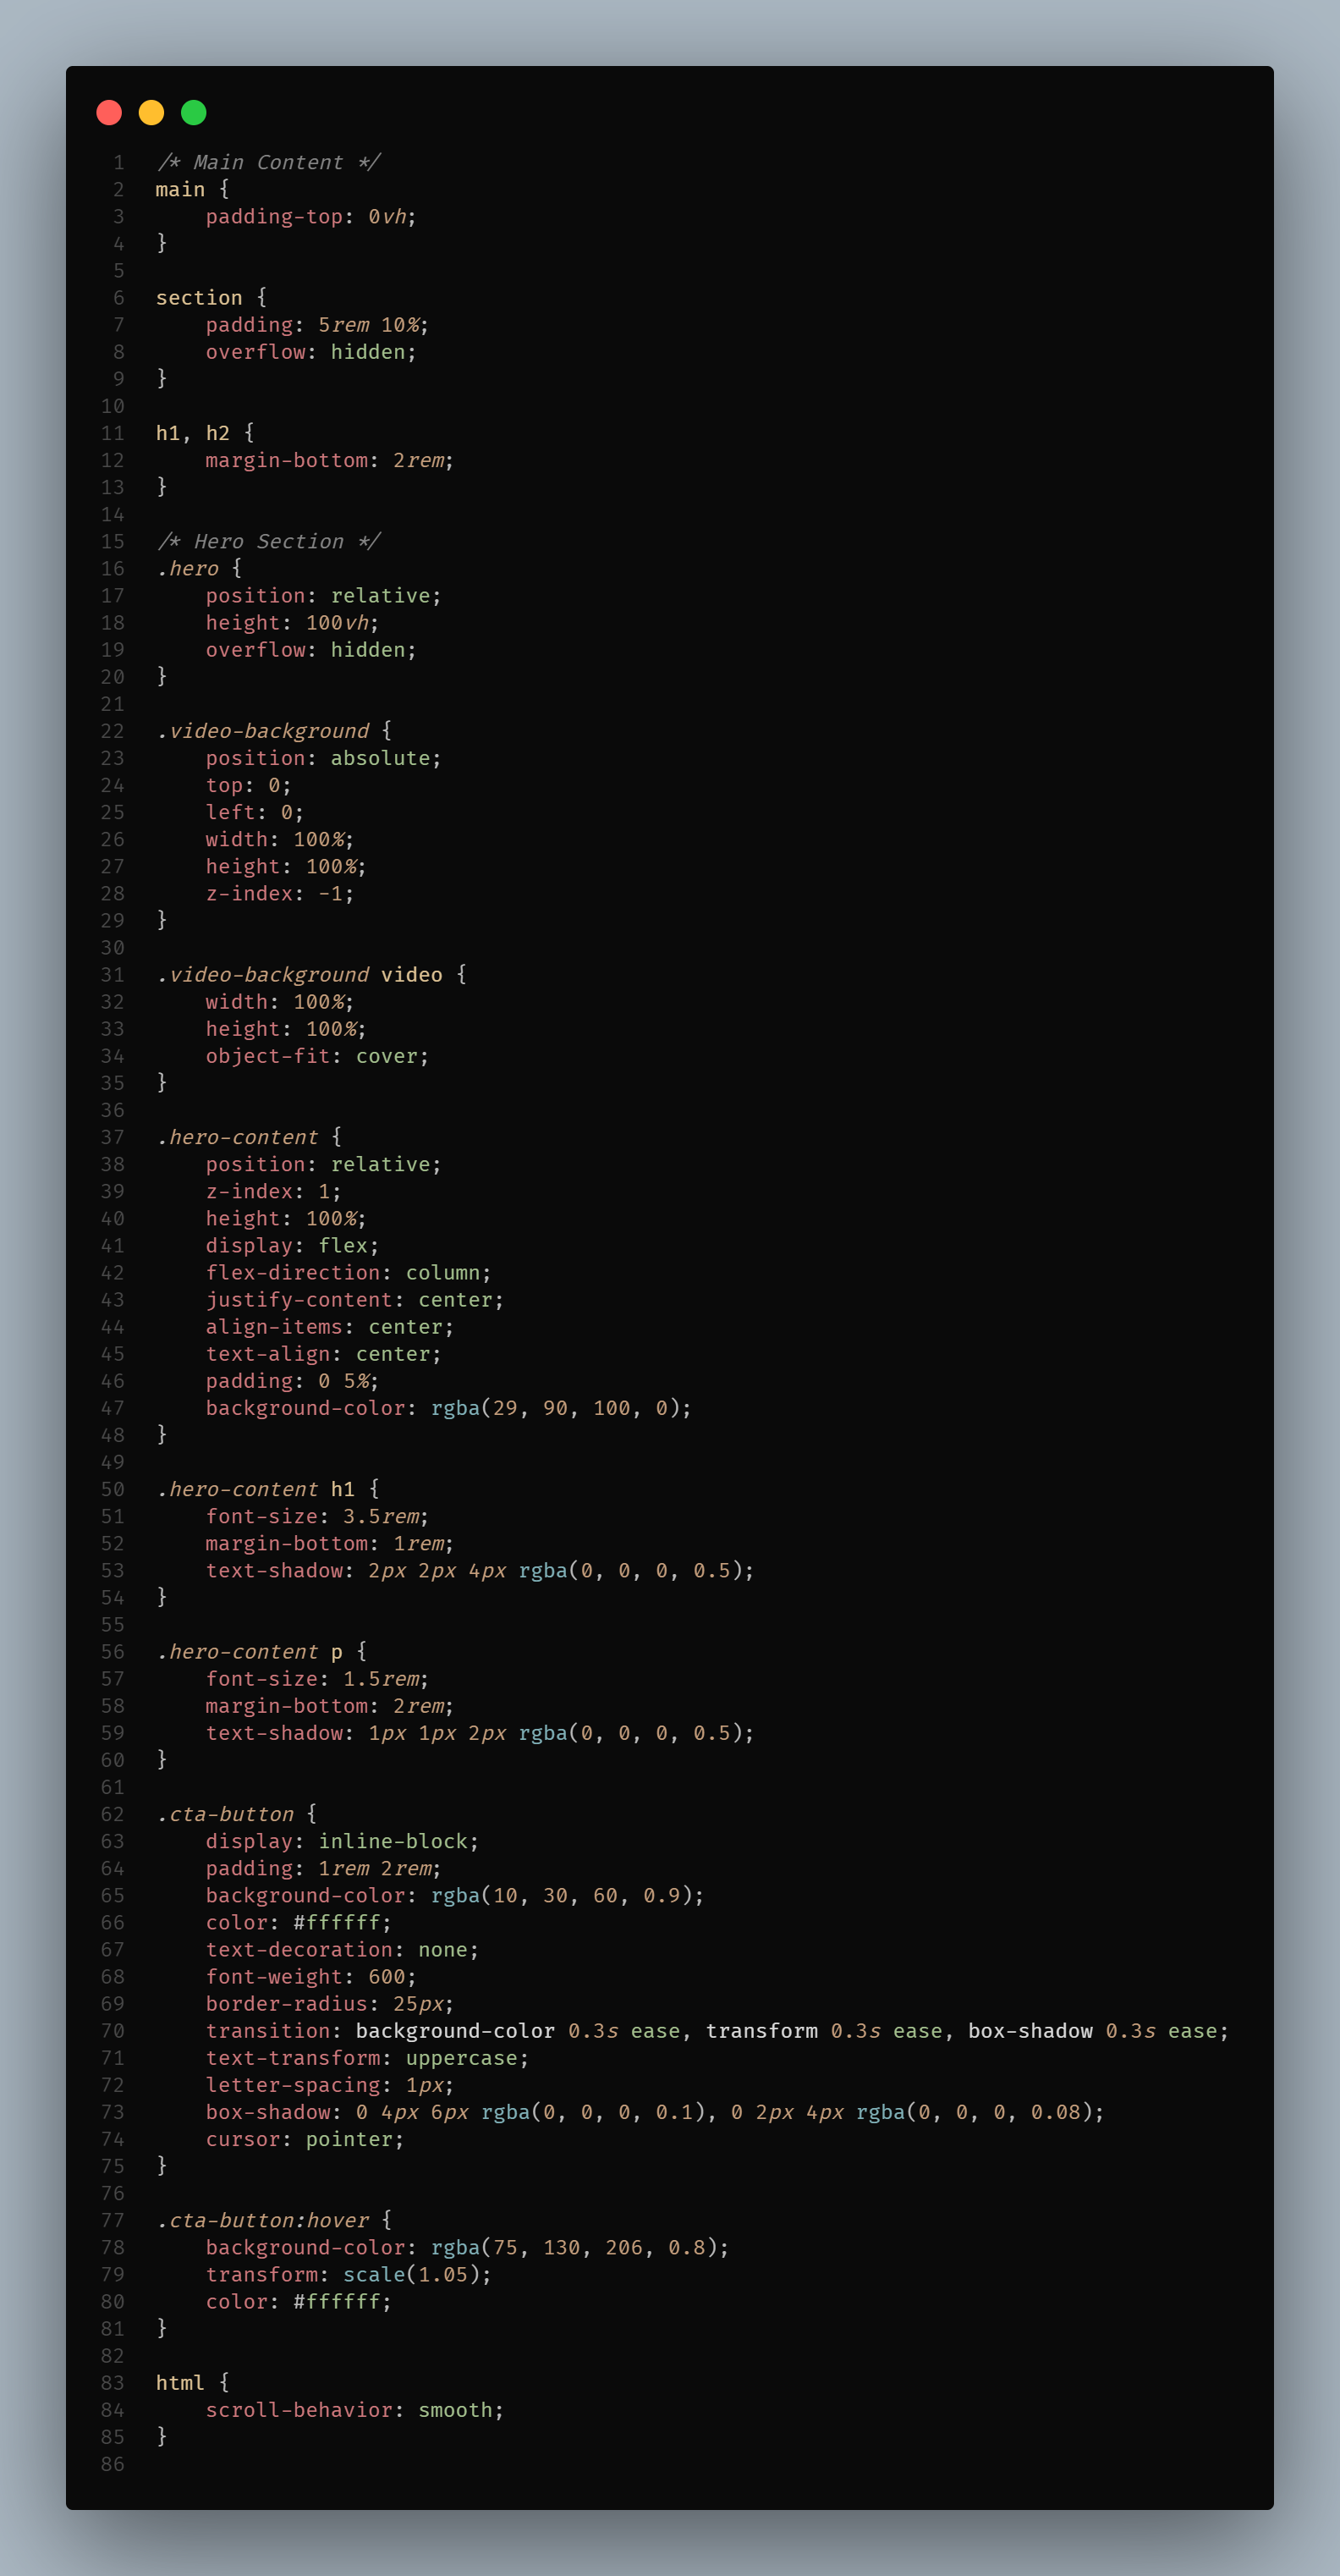 1 /* Main Content */
2 main {
3     padding-top: 0vh;
4 }
5
6 section {
7     padding: 5rem 10%;
8     overflow: hidden;
9 }
10
11 h1, h2 {
12     margin-bottom: 2rem;
13 }
14
15 /* Hero Section */
16 .hero {
17     position: relative;
18     height: 100vh;
19     overflow: hidden;
20 }
21
22 .video-background {
23     position: absolute;
24     top: 0;
25     left: 0;
26     width: 100%;
27     height: 100%;
28     z-index: -1;
29 }
30
31 .video-background video {
32     width: 100%;
33     height: 100%;
34     object-fit: cover;
35 }
36
37 .hero-content {
38     position: relative;
39     z-index: 1;
40     height: 100%;
41     display: flex;
42     flex-direction: column;
43     justify-content: center;
44     align-items: center;
45     text-align: center;
46     padding: 0 5%;
47     background-color: rgba(29, 90, 100, 0);
48 }
49
50 .hero-content h1 {
51     font-size: 3.5rem;
52     margin-bottom: 1rem;
53     text-shadow: 2px 2px 4px rgba(0, 0, 0, 0.5);
54 }
55
56 .hero-content p {
57     font-size: 1.5rem;
58     margin-bottom: 2rem;
59     text-shadow: 1px 1px 2px rgba(0, 0, 0, 0.5);
60 }
61
62 .cta-button {
63     display: inline-block;
64     padding: 1rem 2rem;
65     background-color: rgba(10, 30, 60, 0.9);
66     color: #ffffff;
67     text-decoration: none;
68     font-weight: 600;
69     border-radius: 25px;
70     transition: background-color 0.3s ease, transform 0.3s ease, box-shadow 0.3s ease;
71     text-transform: uppercase;
72     letter-spacing: 1px;
73     box-shadow: 0 4px 6px rgba(0, 0, 0, 0.1), 0 2px 4px rgba(0, 0, 0, 0.08);
74     cursor: pointer;
75 }
76
77 .cta-button:hover {
78     background-color: rgba(75, 130, 206, 0.8);
79     transform: scale(1.05);
80     color: #ffffff;
81 }
82
83 html {
84     scroll-behavior: smooth;
85 }
86